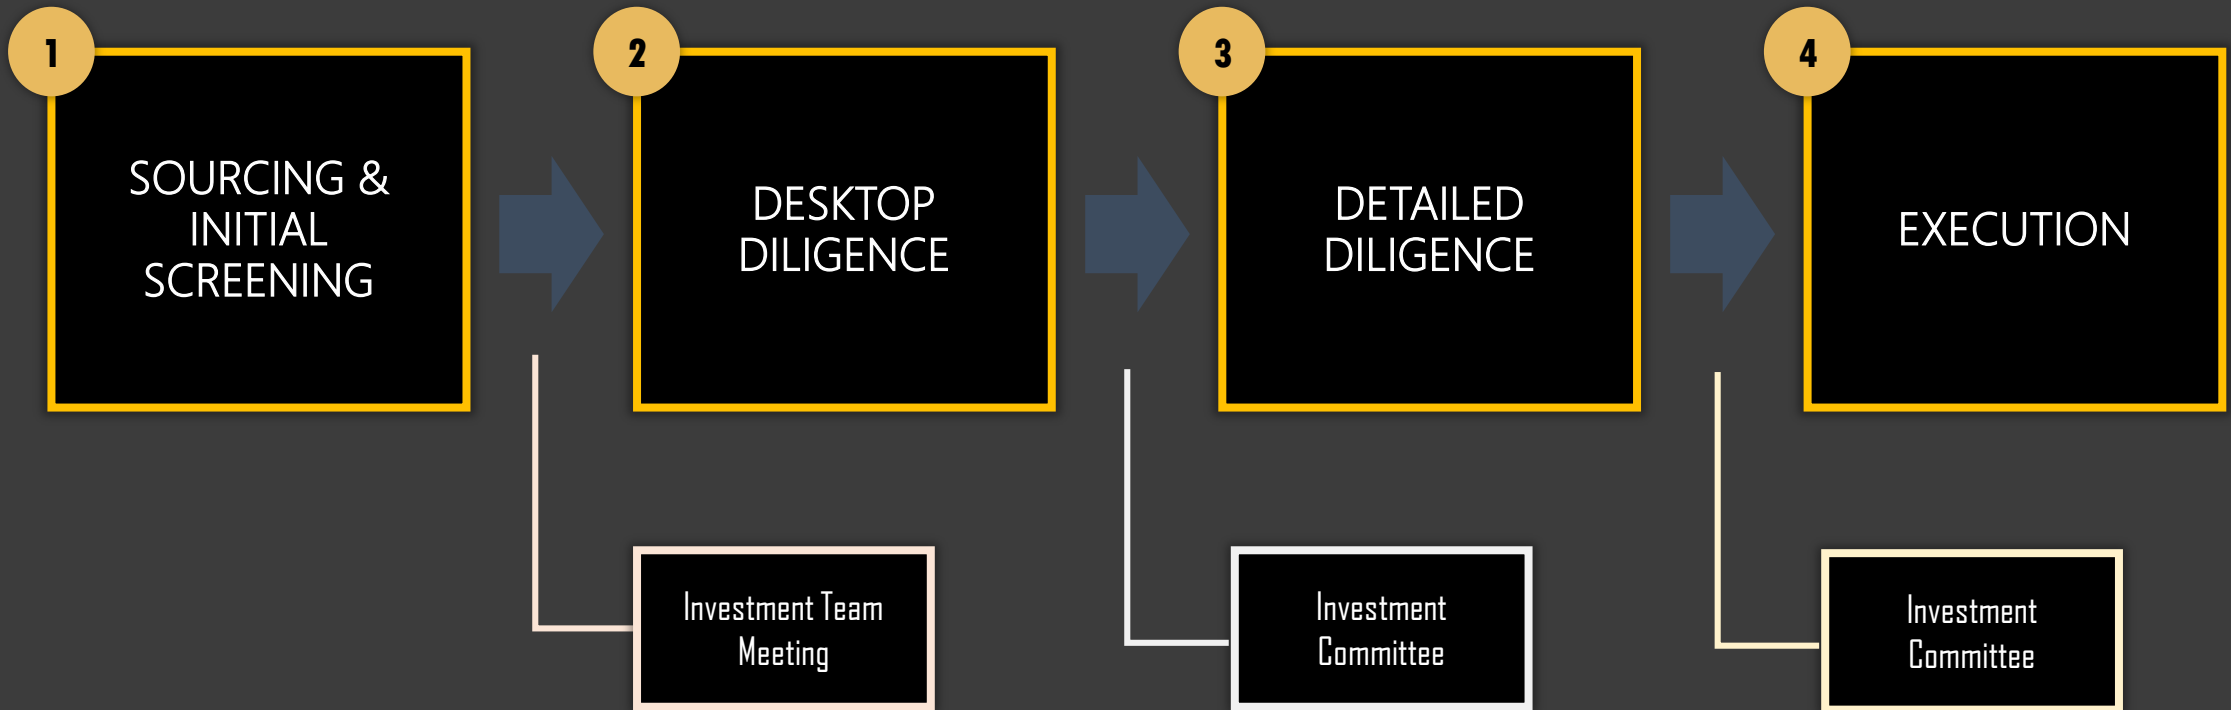 1
SOURCING &
INITIAL
SCREENING
2
DESKTOP
DILIGENCE
3
DETAILED
DILIGENCE
4
EXECUTION
Investment Team
Meeting
Investment
Committee
Investment
Committee